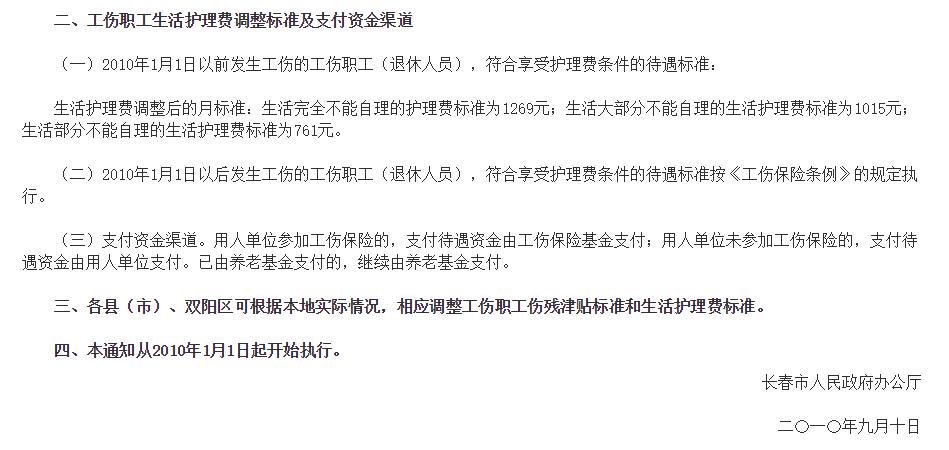 二、工伤职工生活护理费调整标准及支付资金渠道
（一）2010年1月1日以前发生工伤的工伤职工（退休人员），符合享受护理费条件的待遇标准：
生活护理费调整后的月标准：生活完全不能自理的护理费标准为1269元；生活大部分不能自理的生活护理费标准为1015元；
生活部分不能自理的生活护理费标准为761元。
（二）2010年1月1日以后发生工伤的工伤职工（退休人员），符合享受护理费条件的待遇标准按《工伤保险条例》的规定执
行。
（三）支付资金渠道。用人单位参加工伤保险的，支付待遇资金由工伤保险基金支付；用人单位未参加工伤保险的，支付待
遇资金由用人单位支付。已由养老基金支付的，继续由养老基金支付。
三、各县（市）、双阳区可根据本地实际情况，相应调整工伤职工伤残津贴标准和生活护理费标准。
四、本通知从2010年1月1日起开始执行。
长春市人民政府办公厅
二〇一〇年九月十日